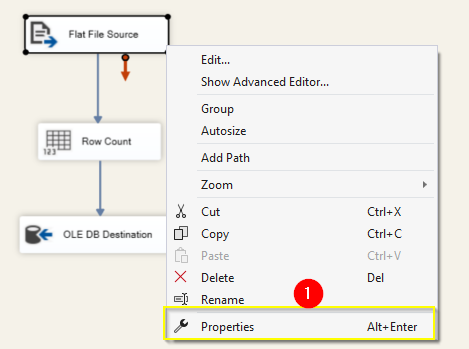 Flat File Source
Edit...
Show Advanced Editor...
Group
Autosize
Add Path
Zoom
Cut Ctrl+X
Copy Ctrl+C
Paste Ctrl+V
Delete Del
Rename
1
Properties Alt+Enter
123
Row Count
OLE DB Destination